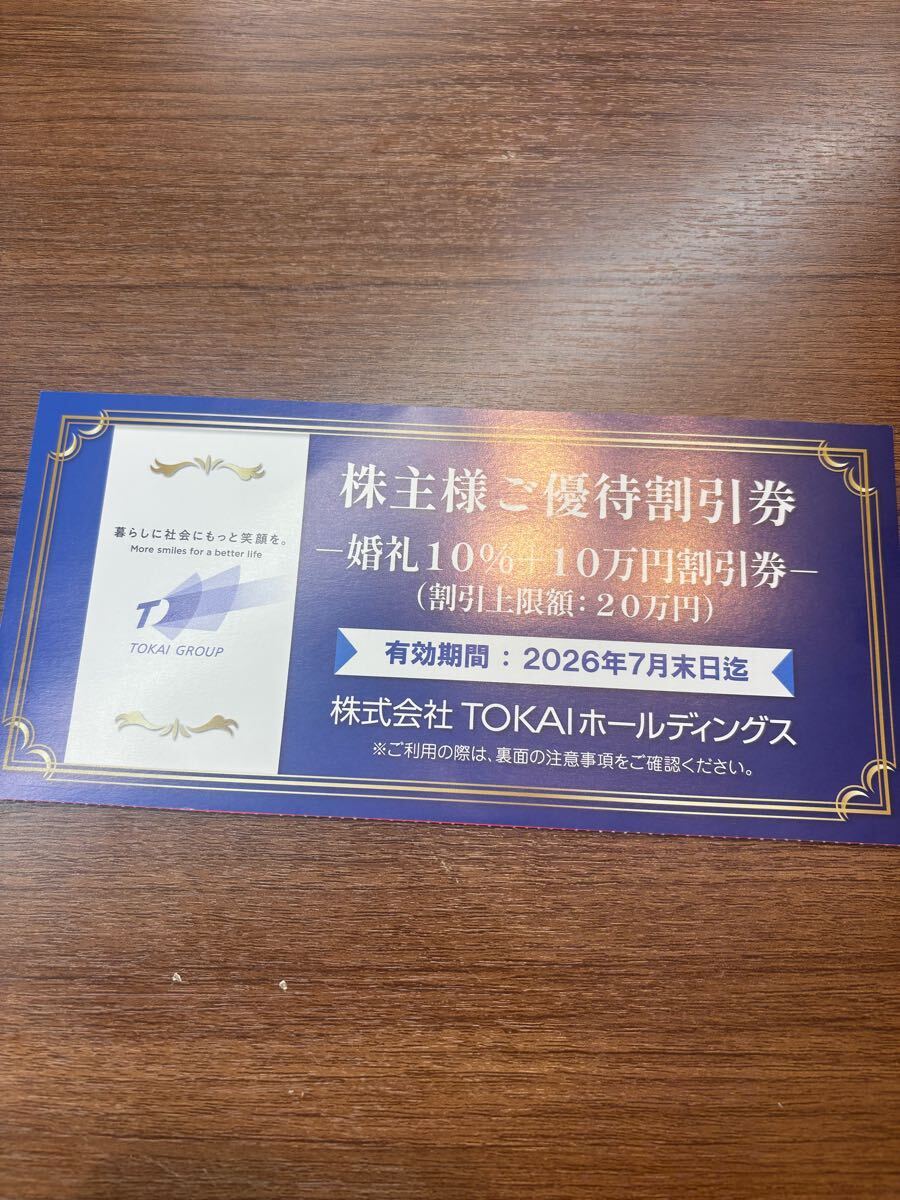 暮らしに社会にもっと笑顔を。
More smiles for a better life
TOKAI GROUP
株主様ご優待割引券
－婚礼10％＋10万円割引券－
（割引上限額：20万円）
有効期間：2026年7月末日迄
株式会社 TOKAIホールディングス
※ご利用の際は、裏面の注意事項をご確認ください。